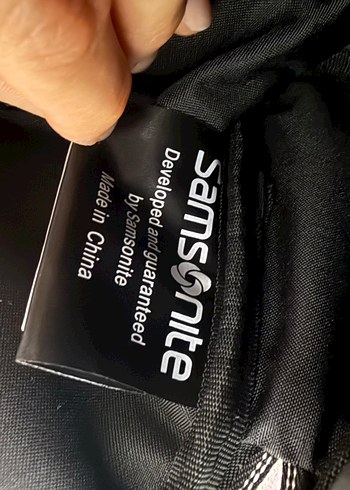 samsonite
Developed and guaranteed
by Samsonite
Made in China